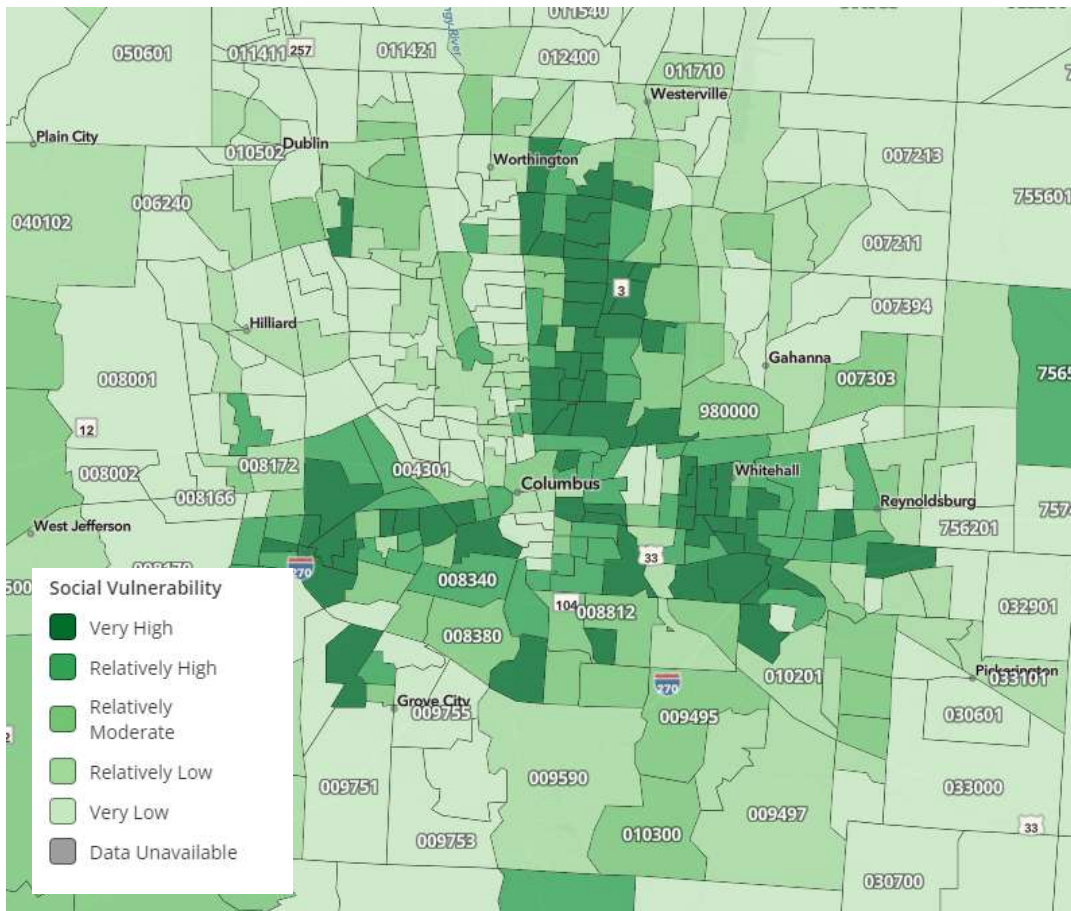 011540
050601
011411
257
011421
012400
011710
Westerville
Plain City
010502
Dublin
Worthington
007213
006240
040102
755601
007211
3
007394
Hilliard
Gahanna
008001
007303
980000
12
008172
004301
008002
Whitehall
008166
Columbus
Reynoldsburg
West Jefferson
756201
33
270
008340
104
008812
032901
008380
010201
Pickerington
033101
270
Grove City
009755
009495
030601
009751
009590
033000
009497
33
009753
010300
030700
Social Vulnerability
Very High
Relatively High
Relatively
Moderate
Relatively Low
Very Low
Data Unavailable